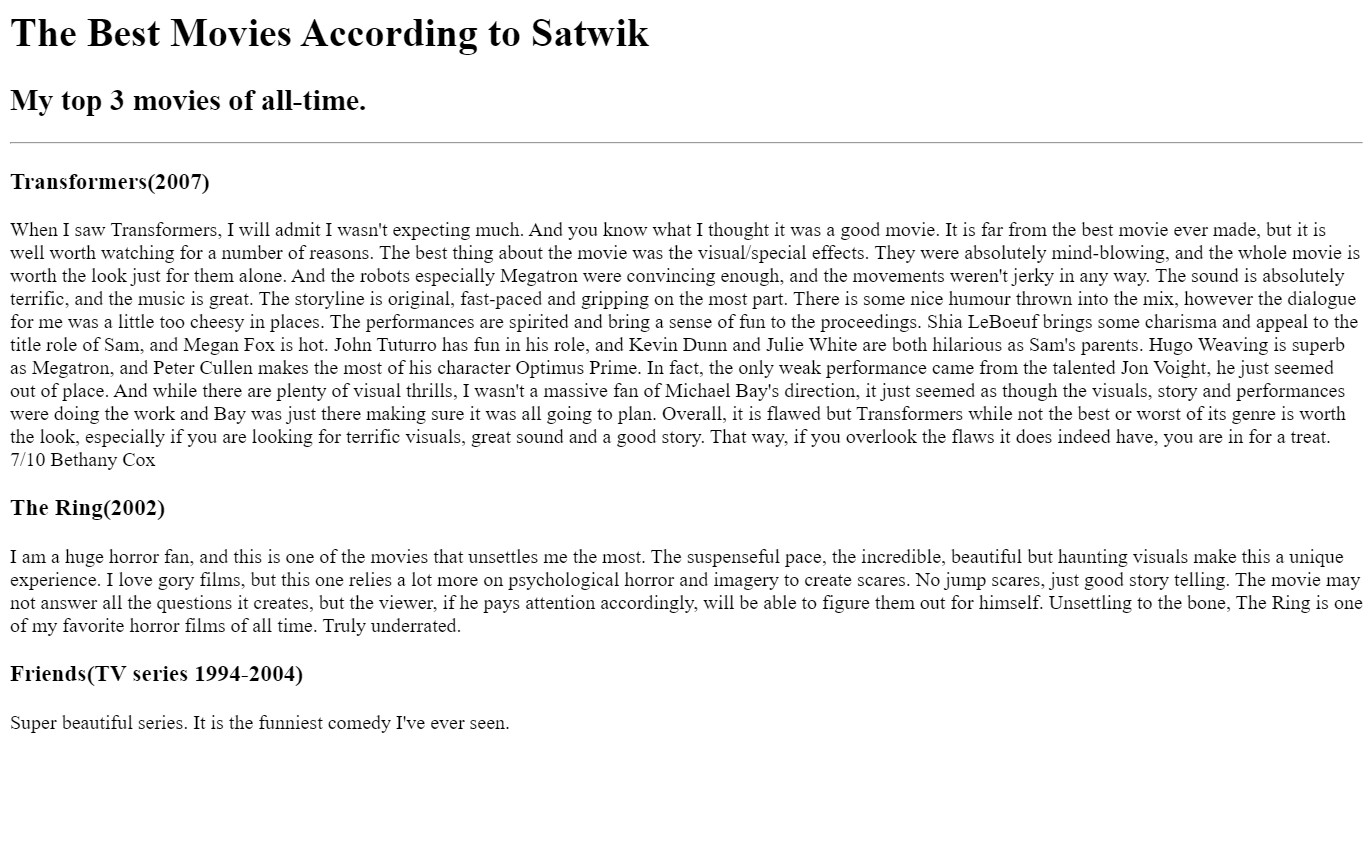 The Best Movies According to Satwik
My top 3 movies of all-time.
Transformers(2007)
When I saw Transformers, I will admit I wasn't expecting much. And you know what I thought it was a good movie. It is far from the best movie ever made, but it is
well worth watching for a number of reasons. The best thing about the movie was the visual/special effects. They were absolutely mind-blowing, and the whole movie is
worth the look just for them alone. And the robots especially Megatron were convincing enough, and the movements weren't jerky in any way. The sound is absolutely
terrific, and the music is great. The storyline is original, fast-paced and gripping on the most part. There is some nice humour thrown into the mix, however the dialogue
for me was a little too cheesy in places. The performances are spirited and bring a sense of fun to the proceedings. Shia LeBoeuf brings some charisma and appeal to the
title role of Sam, and Megan Fox is hot. John Tuturro has fun in his role, and Kevin Dunn and Julie White are both hilarious as Sam's parents. Hugo Weaving is superb
as Megatron, and Peter Cullen makes the most of his character Optimus Prime. In fact, the only weak performance came from the talented Jon Voight, he just seemed
out of place. And while there are plenty of visual thrills, I wasn't a massive fan of Michael Bay's direction, it just seemed as though the visuals, story and performances
were doing the work and Bay was just there making sure it was all going to plan. Overall, it is flawed but Transformers while not the best or worst of its genre is worth
the look, especially if you are looking for terrific visuals, great sound and a good story. That way, if you overlook the flaws it does indeed have, you are in for a treat.
7/10 Bethany Cox
The Ring(2002)
I am a huge horror fan, and this is one of the movies that unsettles me the most. The suspenseful pace, the incredible, beautiful but haunting visuals make this a unique
experience. I love gory films, but this one relies a lot more on psychological horror and imagery to create scares. No jump scares, just good story telling. The movie may
not answer all the questions it creates, but the viewer, if he pays attention accordingly, will be able to figure them out for himself. Unsettling to the bone, The Ring is one
of my favorite horror films of all time. Truly underrated.
Friends(TV series 1994-2004)
Super beautiful series. It is the funniest comedy I've ever seen.